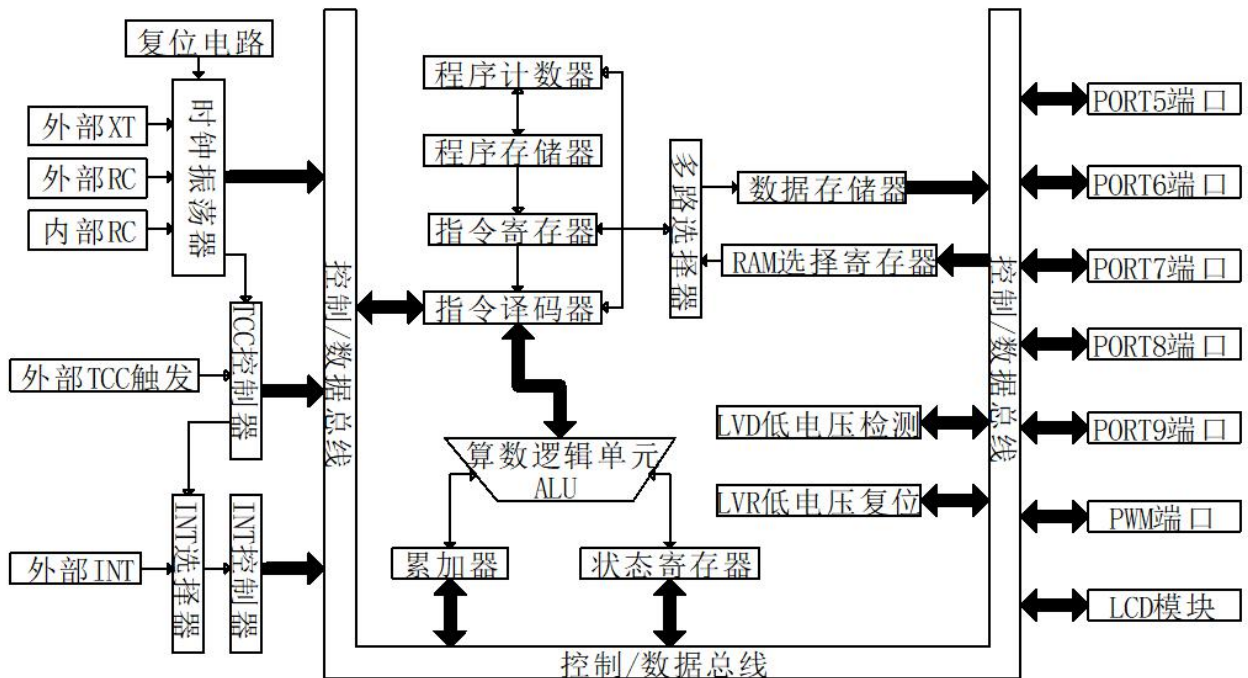 复位电路
时钟振荡器
外部XT
外部RC
内部RC
TCC控制器
外部TCC触发
INT选择器
INT控制器
外部INT
控制/数据总线
程序计数器
程序存储器
指令寄存器
指令译码器
多路选择器
数据存储器
RAM选择寄存器
算数逻辑单元
ALU
LVD低电压检测
LVR低电压复位
累加器
状态寄存器
控制/数据总线
控制/数据总线
PORT5端口
PORT6端口
PORT7端口
PORT8端口
PORT9端口
PWM端口
LCD模块